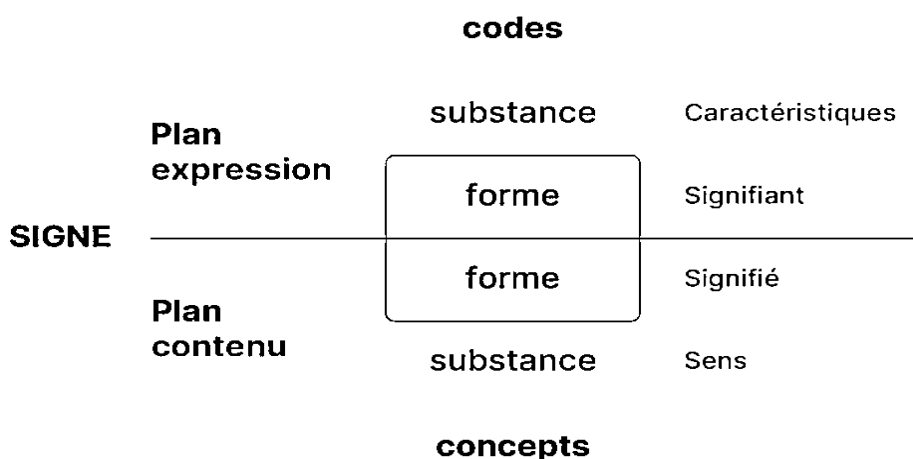 codes
substance
Caractéristiques
Plan
expression
forme
Signifiant
SIGNE
forme
Signifié
Plan
contenu
substance
Sens
concepts